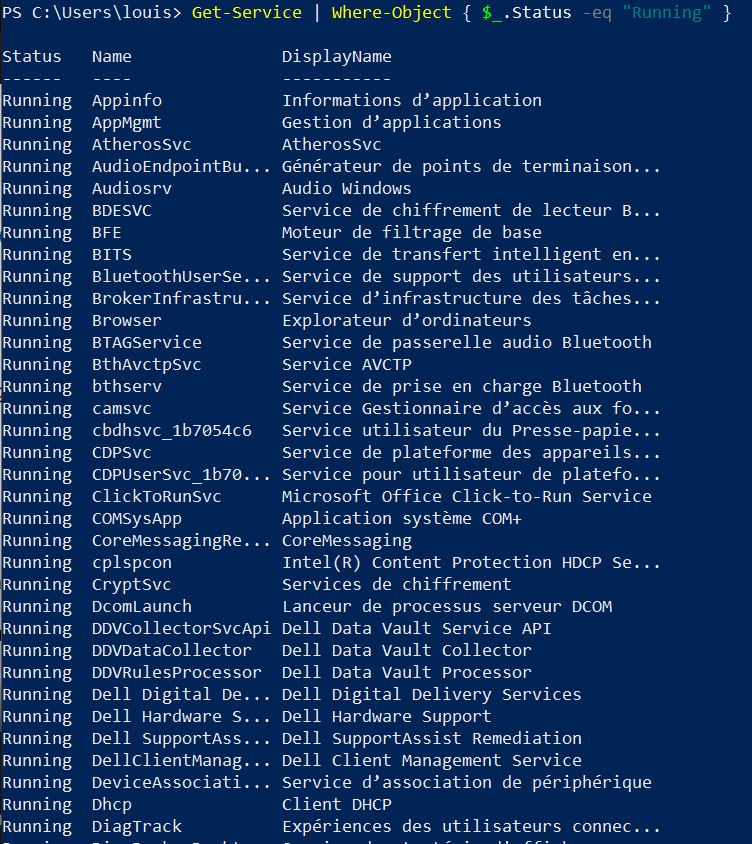 PS C:\Users\louis> Get-Service | Where-Object { $_.Status -eq "Running" }
Status Name DisplayName
------ ---- -----------
Running Appinfo Informations d’application
Running AppMgmt Gestion d’applications
Running AtherosSvc AtherosSvc
Running AudioEndpointBu... Générateur de points de terminaison...
Running Audiosrv Audio Windows
Running BDESVC Service de chiffrement de lecteur B...
Running BFE Moteur de filtrage de base
Running BITS Service de transfert intelligent en...
Running BluetoothUserSe... Service de support des utilisateurs...
Running BrokerInfrastru... Service d’infrastructure des tâches...
Running Browser Explorateur d’ordinateurs
Running BTAGService Service de passerelle audio Bluetooth
Running BthAvctpSvc Service AVCTP
Running bthserv Service de prise en charge Bluetooth
Running camsvc Service Gestionnaire d’accès aux fo...
Running cbdhsvc_1b7054c6 Service utilisateur du Presse-papie...
Running CDPSvc Service de plateforme des appareils...
Running CDPUserSvc_1b70... Service pour utilisateur de platefo...
Running ClickToRunSvc Microsoft Office Click-to-Run Service
Running COMSysApp Application système COM+
Running CoreMessagingRe... CoreMessaging
Running cplspcon Intel(R) Content Protection HDCP Se...
Running CryptSvc Services de chiffrement
Running DcomLaunch Lanceur de processus serveur DCOM
Running DDVCollectorSvcApi Dell Data Vault Service API
Running DDVDataCollector Dell Data Vault Collector
Running DDVRulesProcessor Dell Data Vault Processor
Running Dell Digital De... Dell Digital Delivery Services
Running Dell Hardware S... Dell Hardware Support
Running Dell SupportAss... Dell SupportAssist Remediation
Running DellClientManag... Dell Client Management Service
Running DeviceAssociati... Service d’association de périphérique
Running Dhcp Client DHCP
Running DiagTrack Expériences des utilisateurs connec...